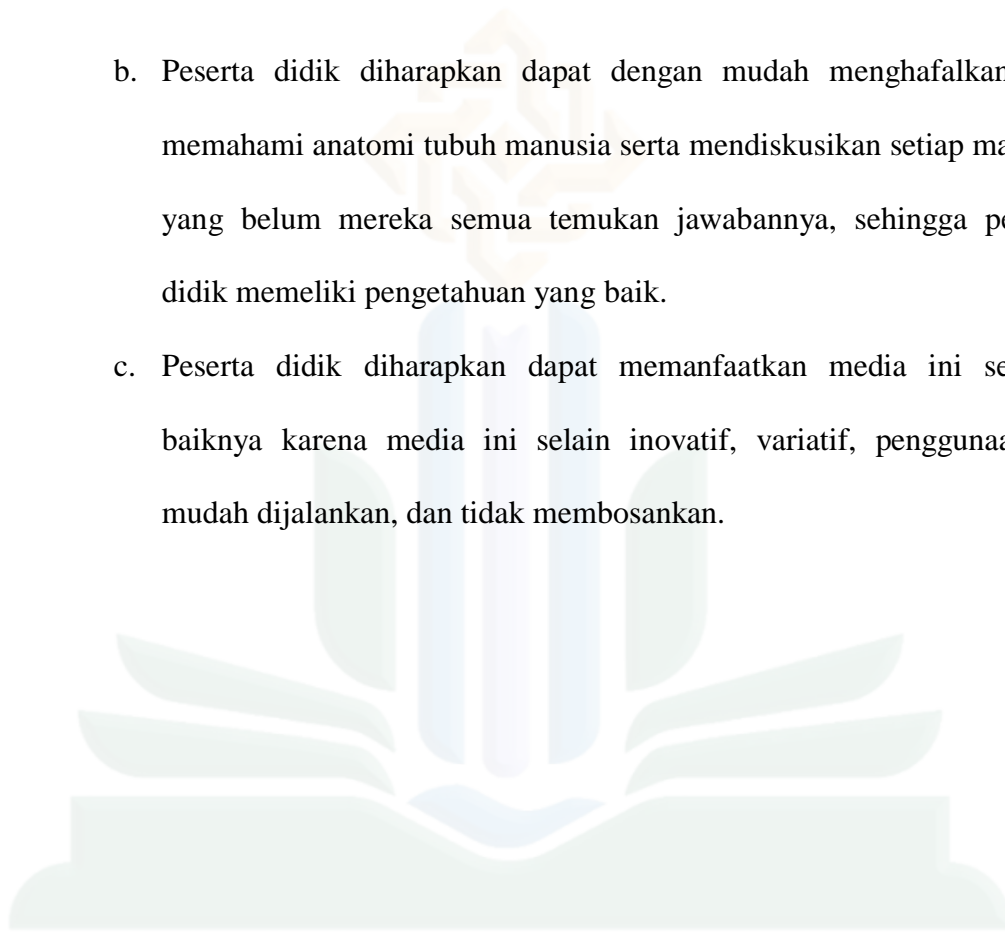 b. Peserta didik diharapkan dapat dengan mudah menghafalkan
memahami anatomi tubuh manusia serta mendiskusikan setiap
yang belum mereka semua temukan jawabannya, sehingga
didik memeliki pengetahuan yang baik.
c. Peserta didik diharapkan dapat memanfaatkan media ini
baiknya karena media ini selain inovatif, variatif,
mudah dijalankan, dan tidak membosankan.